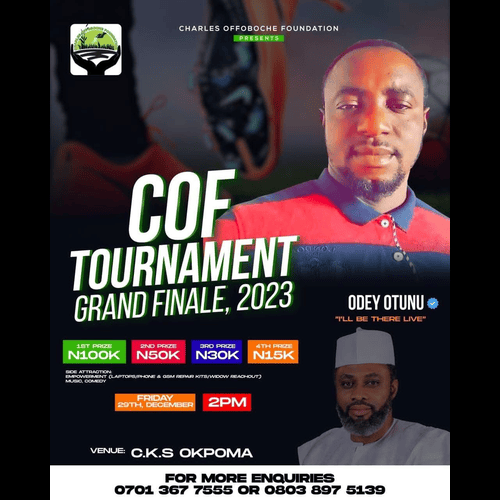 CHARLES OFFOBOCHE FOUNDATION
PRESENTS
COF
TOURNAMENT
GRAND FINALE, 2023
ODEY OTUNU
"I'LL BE THERE LIVE"
1ST PRIZE
N100K
2ND PRIZE
N50K
3RD PRIZE
N30K
4TH PRIZE
N15K
SIDE ATTRACTION:
EMPOWERMENT (LAPTOPS/PHONE & GSM REPAIR KITS/WIDOW REACHOUT)
MUSIC, COMEDY
FRIDAY
29TH, DECEMBER
2PM
VENUE: C.K.S OKPOMA
FOR MORE ENQUIRIES
0701 367 7555 OR 0803 897 5139